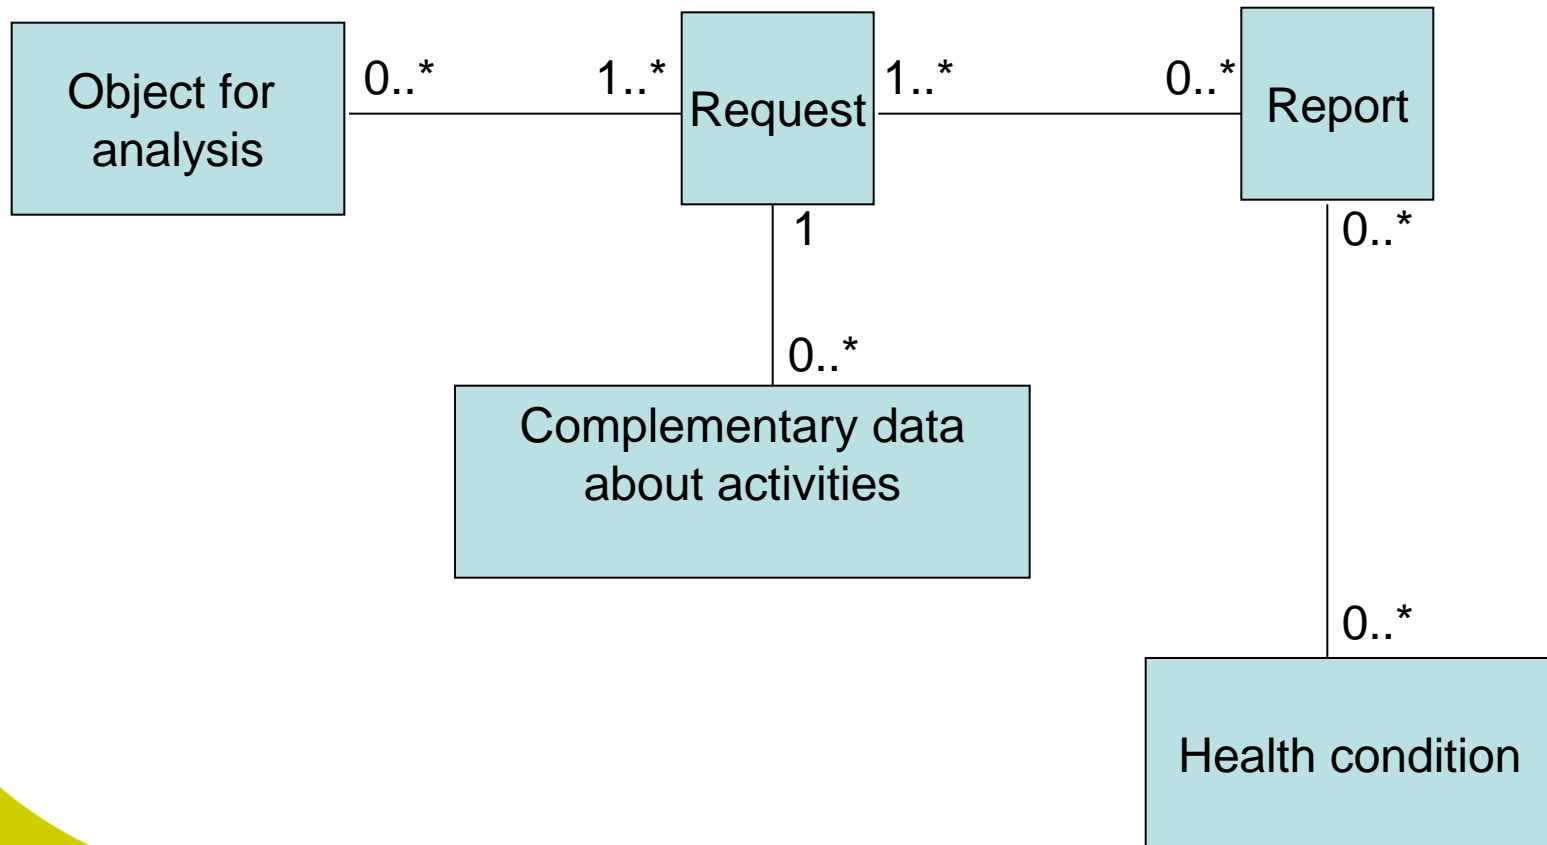 Object for
analysis
0..*
1..*
Request
1..*
0..*
Report
1
0..*
0..*
Complementary data
about activities
0..*
Health condition